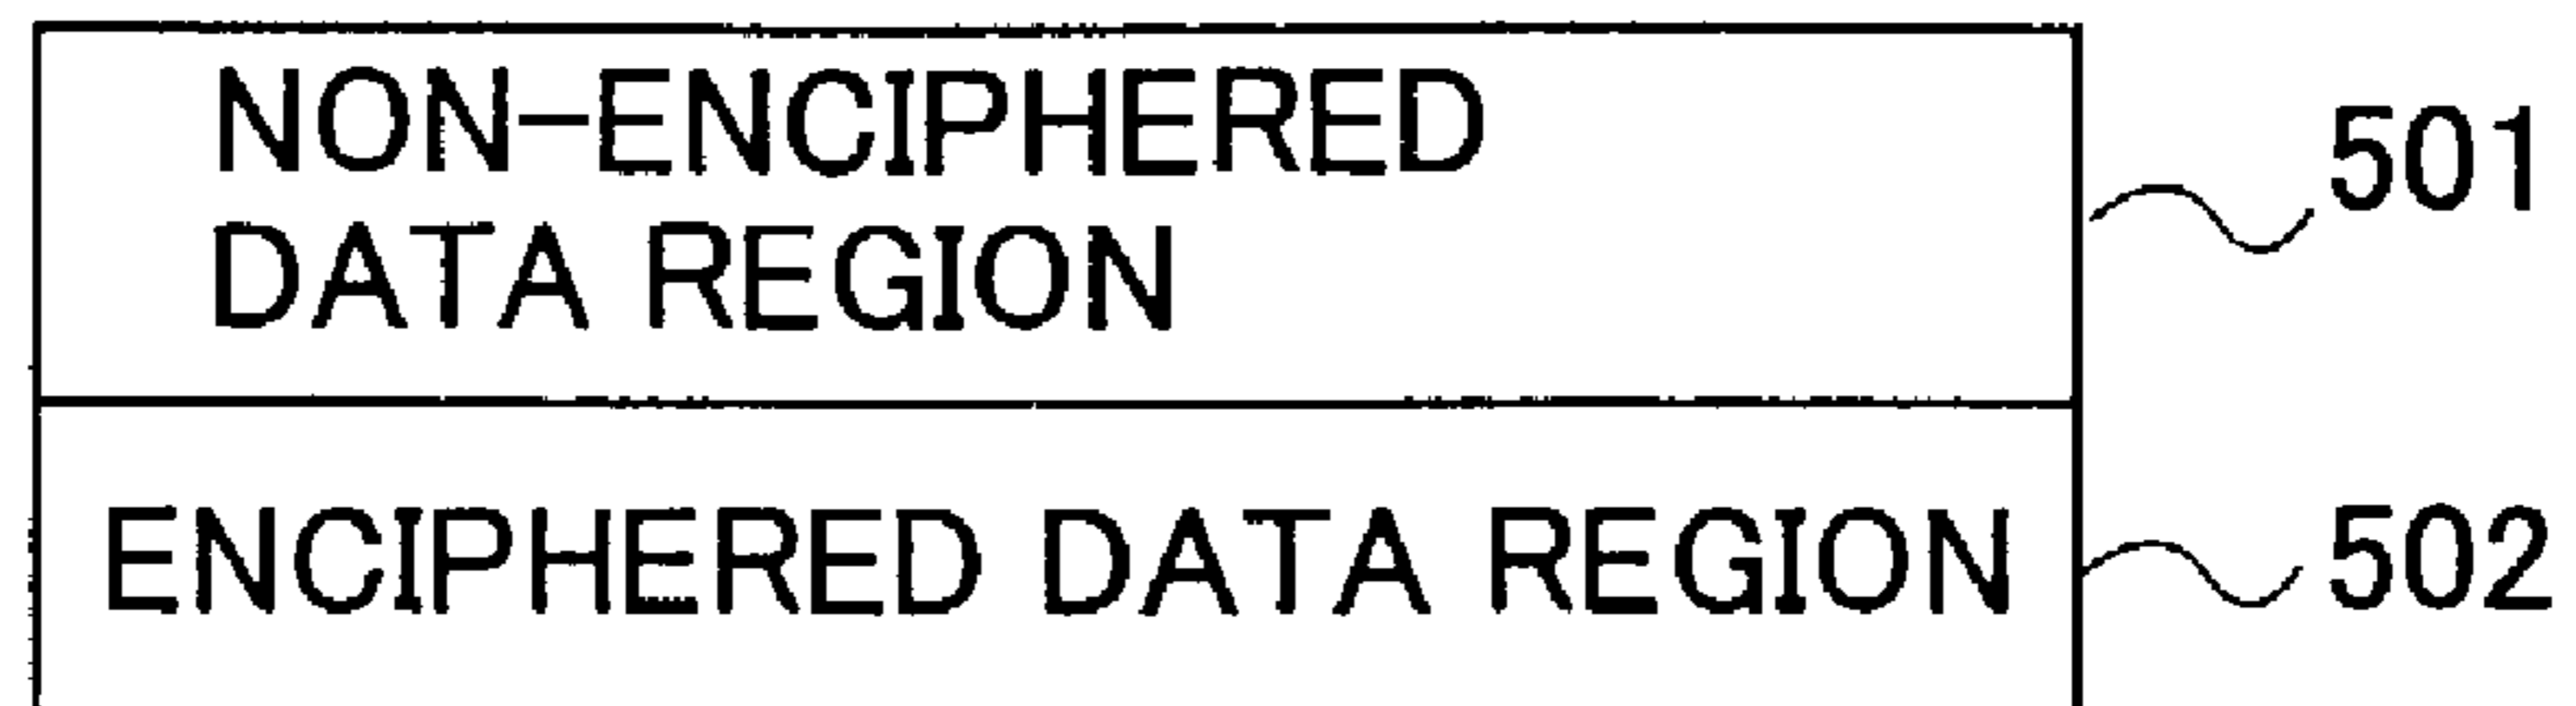 NON-ENCIPHERED
DATA REGION
501
ENCIPHERED DATA REGION
502